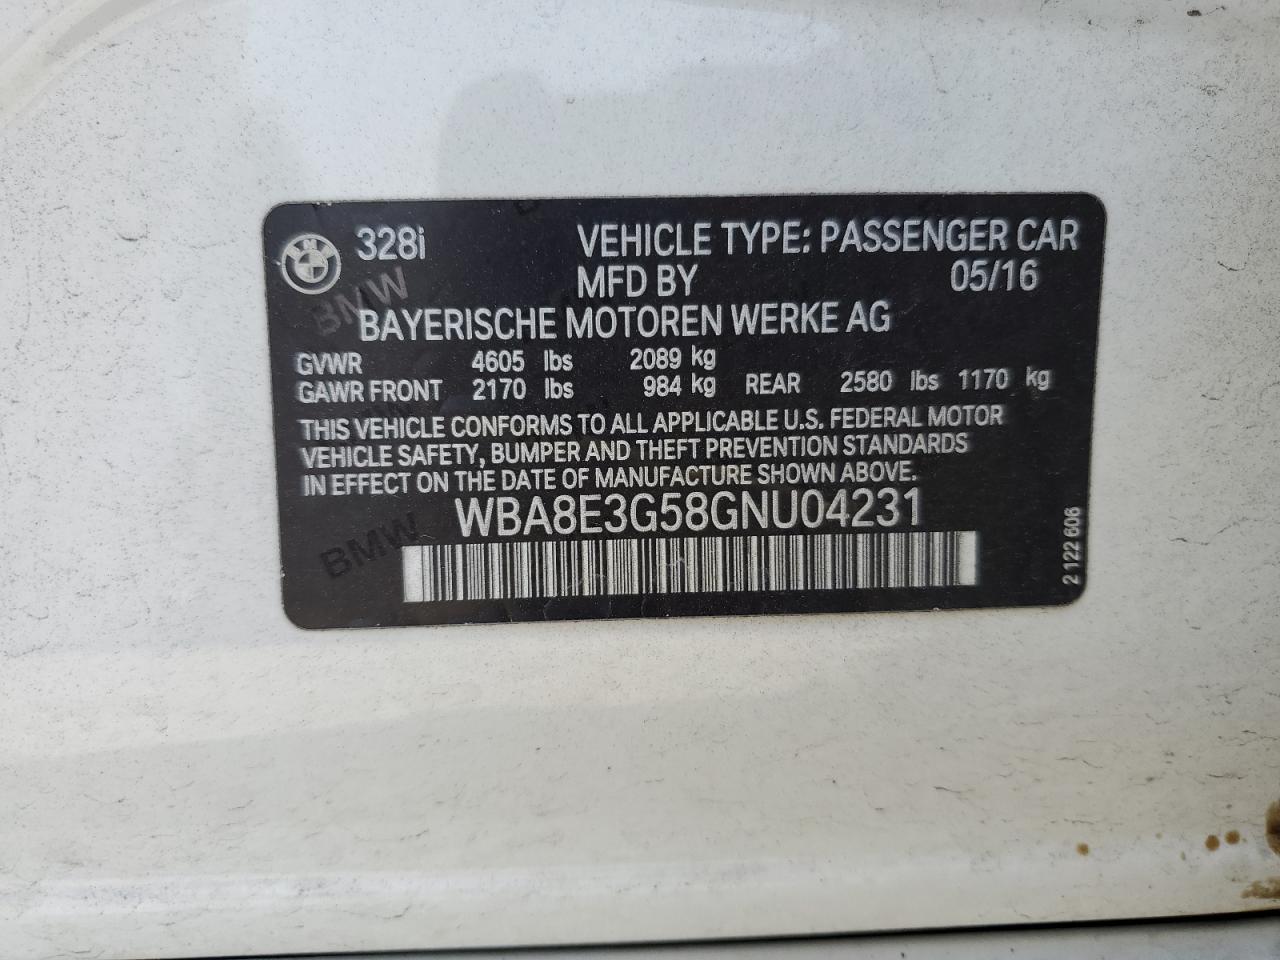 328i VEHICLE TYPE: PASSENGER CAR
MFD BY 05/16
BAYERISCHE MOTOREN WERKE AG
GVWR 4605 lbs 2089 kg
GAWR FRONT 2170 lbs 984 kg REAR 2580 lbs 1170 kg
THIS VEHICLE CONFORMS TO ALL APPLICABLE U.S. FEDERAL MOTOR
VEHICLE SAFETY, BUMPER AND THEFT PREVENTION STANDARDS
IN EFFECT ON THE DATE OF MANUFACTURE SHOWN ABOVE.
WBA8E3G58GNU04231
2 122 606
BMW
BMW